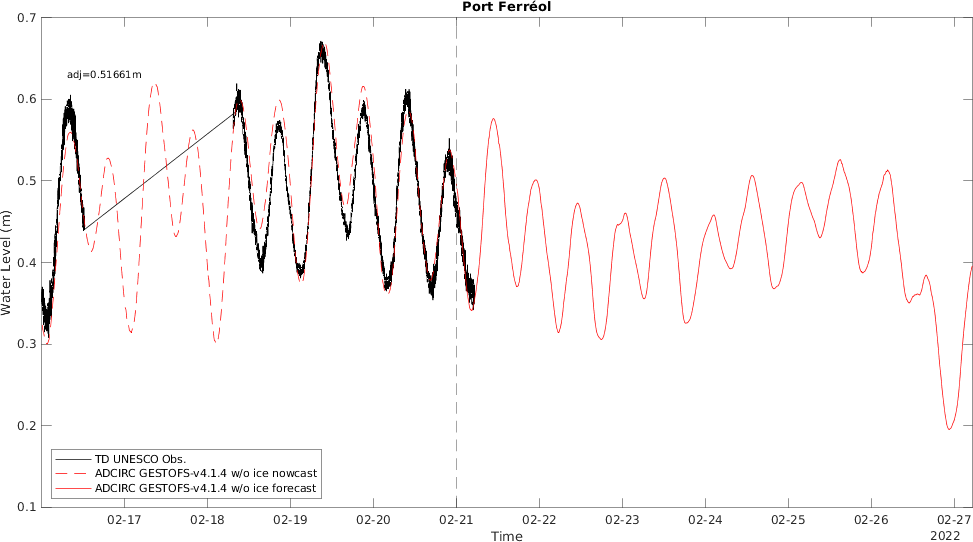 Port Ferréol
0.7
0.6
0.5
0.4
0.3
0.2
0.1
Water Level (m)
adj=0.51661m
TD UNESCO Obs.
ADCIRC GESTOFS-v4.1.4 w/o ice nowcast
ADCIRC GESTOFS-v4.1.4 w/o ice forecast
02-17 02-18 02-19 02-20 02-21 02-22 02-23 02-24 02-25 02-26 02-27
Time
2022